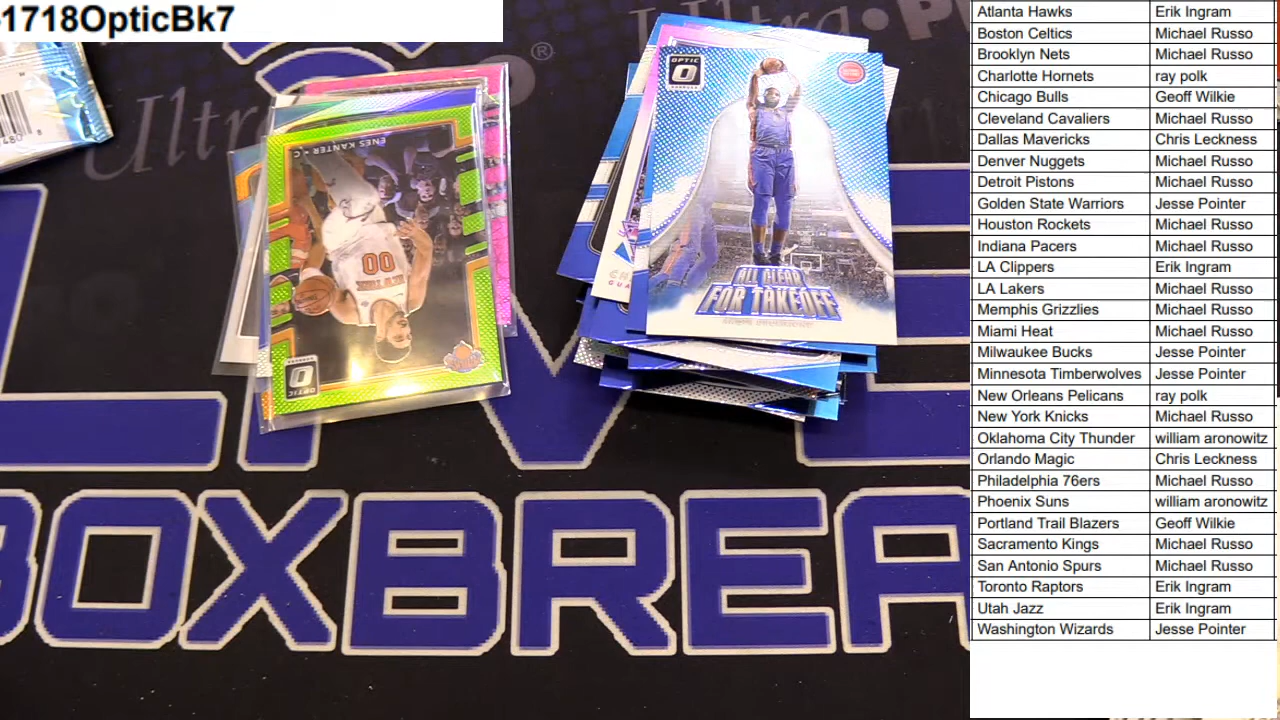 1718OpticBk7
Ultra•PRO
®
Atlanta Hawks Erik Ingram
Boston Celtics Michael Russo
Brooklyn Nets Michael Russo
Charlotte Hornets ray polk
Chicago Bulls Geoff Wilkie
Cleveland Cavaliers Michael Russo
Dallas Mavericks Chris Leckness
Denver Nuggets Michael Russo
Detroit Pistons Michael Russo
Golden State Warriors Jesse Pointer
Houston Rockets Michael Russo
Indiana Pacers Michael Russo
LA Clippers Erik Ingram
LA Lakers Michael Russo
Memphis Grizzlies Michael Russo
Miami Heat Michael Russo
Milwaukee Bucks Jesse Pointer
Minnesota Timberwolves Jesse Pointer
New Orleans Pelicans ray polk
New York Knicks Michael Russo
Oklahoma City Thunder william aronowitz
Orlando Magic Chris Leckness
Philadelphia 76ers Michael Russo
Phoenix Suns william aronowitz
Portland Trail Blazers Geoff Wilkie
Sacramento Kings Michael Russo
San Antonio Spurs Michael Russo
Toronto Raptors Erik Ingram
Utah Jazz Erik Ingram
Washington Wizards Jesse Pointer
ENES KANTER • C
NEW YORK
00
OPTIC
OPTIC
ALL CLEAR
FOR TAKEOFF
LIVE
BOXBREA